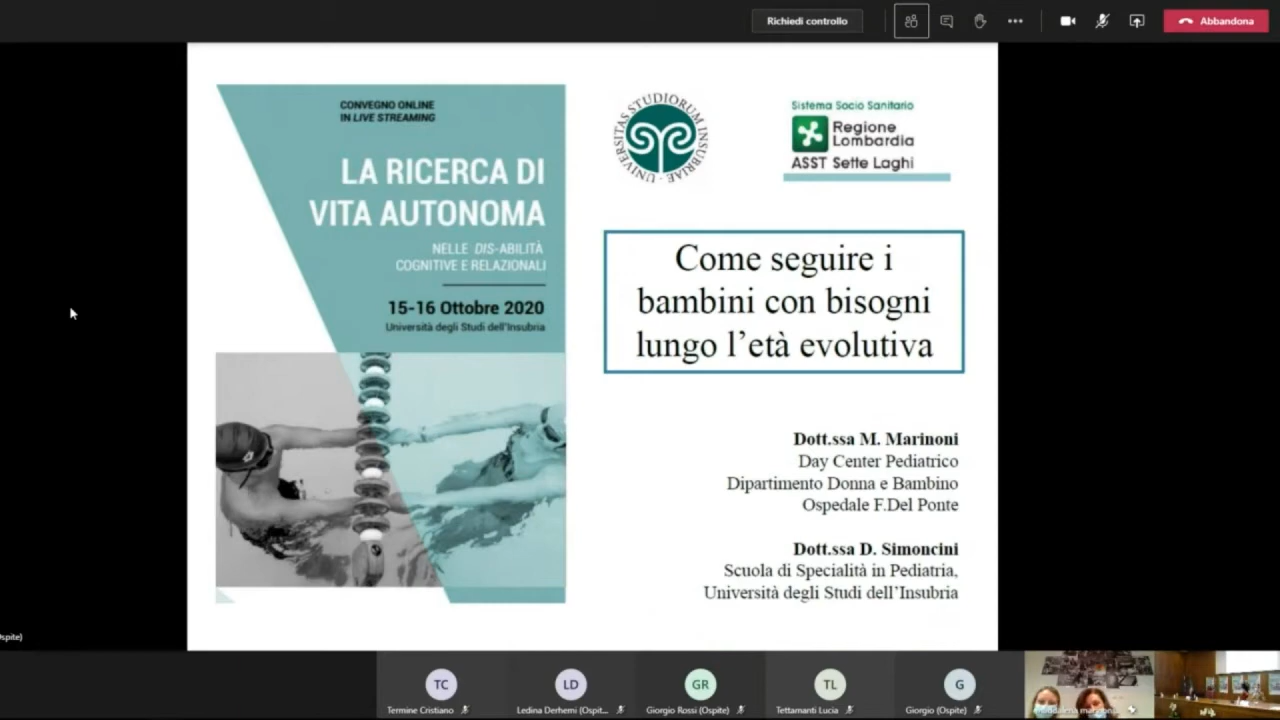 Richiedi controllo
Abbandona
CONVEGNO ONLINE
IN LIVE STREAMING
LA RICERCA DI
VITA AUTONOMA
NELLE DIS-ABILITÀ
COGNITIVE E RELAZIONALI
15-16 Ottobre 2020
Università degli Studi dell'Insubria
UNIVERSITAS STUDIORUM INSUBRIAE
Sistema Socio Sanitario
Regione
Lombardia
ASST Sette Laghi
Come seguire i
bambini con bisogni
lungo l'età evolutiva
Dott.ssa M. Marinoni
Day Center Pediatrico
Dipartimento Donna e Bambino
Ospedale F.Del Ponte
Dott.ssa D. Simoncini
Scuola di Specialità in Pediatria,
Università degli Studi dell'Insubria
TC
Termine Cristiano
LD
Ledina Derhemi (Ospit...
GR
Giorgio Rossi (Ospite)
TL
Tettamanti Lucia
G
Giorgio (Ospite)